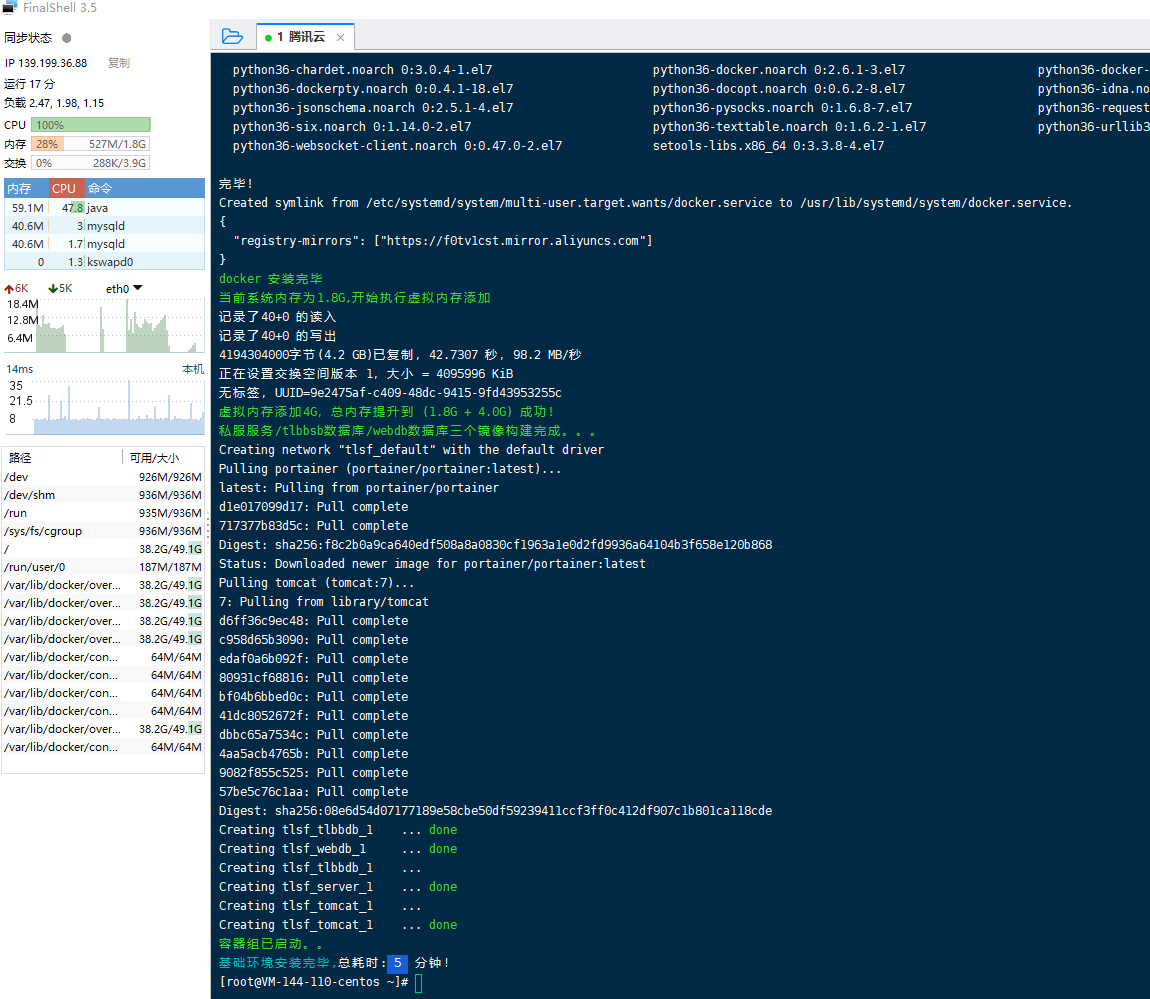 FinalShell 3.5
同步状态
IP 139.199.36.88 复制
运行 17 分
负载 2.47, 1.98, 1.15
CPU 100%
内存 28% 527M/1.8G
交换 0% 288K/3.9G
内存 CPU 命令
59.1M 47.8 java
40.6M 3 mysqld
40.6M 1.7 mysqld
0 1.3 kswapd0
6K 5K eth0
18.4M
12.8M
6.4M
14ms 本机
35
21.5
8
路径 可用/大小
/dev 926M/926M
/dev/shm 936M/936M
/run 935M/936M
/sys/fs/cgroup 936M/936M
/ 38.2G/49.1G
/run/user/0 187M/187M
/var/lib/docker/over... 38.2G/49.1G
/var/lib/docker/over... 38.2G/49.1G
/var/lib/docker/over... 38.2G/49.1G
/var/lib/docker/over... 38.2G/49.1G
/var/lib/docker/con... 64M/64M
/var/lib/docker/con... 64M/64M
/var/lib/docker/con... 64M/64M
/var/lib/docker/con... 64M/64M
/var/lib/docker/over... 38.2G/49.1G
/var/lib/docker/con... 64M/64M
1 腾讯云 ×
python36-chardet.noarch 0:3.0.4-1.el7 python36-docker.noarch 0:2.6.1-3.el7 python36-docker-
python36-dockerpty.noarch 0:0.4.1-18.el7 python36-docopt.noarch 0:0.6.2-8.el7 python36-idna.no
python36-jsonschema.noarch 0:2.5.1-4.el7 python36-pysocks.noarch 0:1.6.8-7.el7 python36-request
python36-six.noarch 0:1.14.0-2.el7 python36-texttable.noarch 0:1.6.2-1.el7 python36-urllib3
python36-websocket-client.noarch 0:0.47.0-2.el7 setools-libs.x86_64 0:3.3.8-4.el7
完毕！
Created symlink from /etc/systemd/system/multi-user.target.wants/docker.service to /usr/lib/systemd/system/docker.service.
{
"registry-mirrors": ["https://f0tv1cst.mirror.aliyuncs.com"]
}
docker 安装完毕
当前系统内存为1.8G,开始执行虚拟内存添加
记录了40+0 的读入
记录了40+0 的写出
4194304000字节(4.2 GB)已复制，42.7307 秒，98.2 MB/秒
正在设置交换空间版本 1，大小 = 4095996 KiB
无标签，UUID=9e2475af-c409-48dc-9415-9fd43953255c
虚拟内存添加4G, 总内存提升到 (1.8G + 4.0G) 成功！
私服服务/tlbbsb数据库/webdb数据库三个镜像构建完成。。。
Creating network "tlsf_default" with the default driver
Pulling portainer (portainer/portainer:latest)...
latest: Pulling from portainer/portainer
d1e017099d17: Pull complete
717377b83d5c: Pull complete
Digest: sha256:f8c2b0a9ca640edf508a8a0830cf1963a1e0d2fd9936a64104b3f658e120b868
Status: Downloaded newer image for portainer/portainer:latest
Pulling tomcat (tomcat:7)...
7: Pulling from library/tomcat
d6ff36c9ec48: Pull complete
c958d65b3090: Pull complete
edaf0a6b092f: Pull complete
80931cf68816: Pull complete
bf04b6bbed0c: Pull complete
41dc8052672f: Pull complete
dbbc65a7534c: Pull complete
4aa5acb4765b: Pull complete
9082f855c525: Pull complete
57be5c76c1aa: Pull complete
Digest: sha256:08e6d54d07177189e58cbe50df59239411ccf3ff0c412df907c1b801ca118cde
Creating tlsf_tlbbdb_1 ... done
Creating tlsf_webdb_1 ... done
Creating tlsf_tlbbdb_1 ...
Creating tlsf_server_1 ... done
Creating tlsf_tomcat_1 ...
Creating tlsf_tomcat_1 ... done
容器组已启动。。
基础环境安装完毕,总耗时: 5 分钟！
[root@VM-144-110-centos ~]#